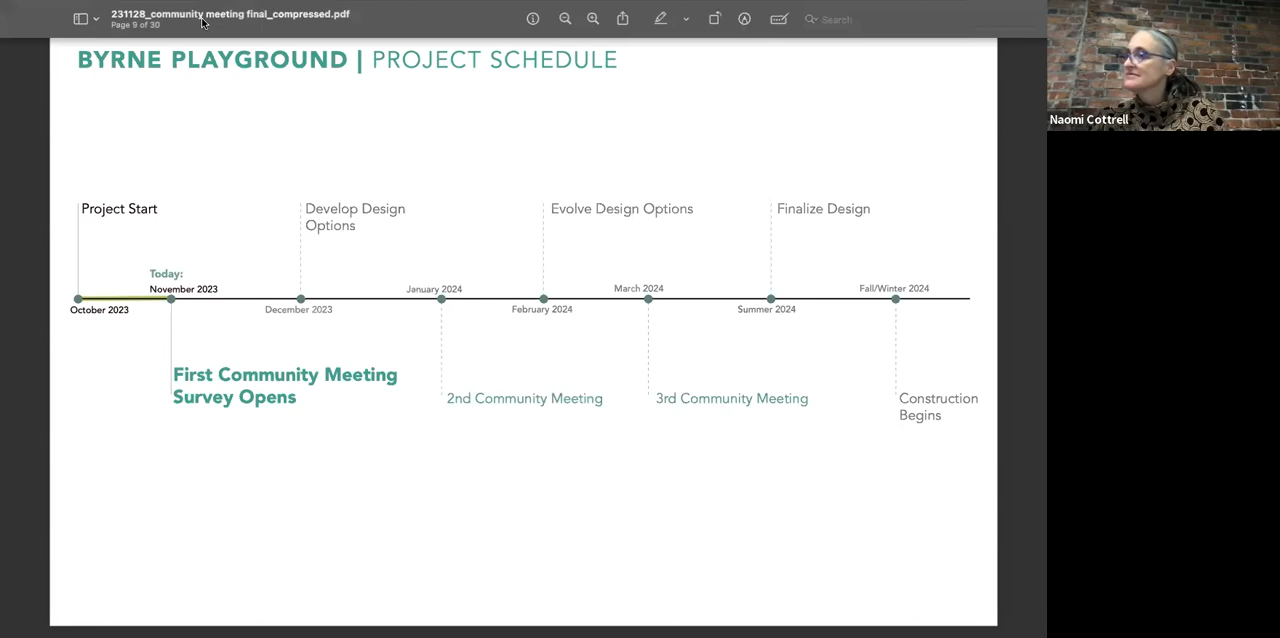 231128_community meeting final_compressed.pdf
Page 9 of 30
Search
Naomi Cottrell
BYRNE PLAYGROUND | PROJECT SCHEDULE
Project Start
Develop Design
Options
Evolve Design Options
Finalize Design
Today:
November 2023
January 2024
March 2024
Fall/Winter 2024
October 2023
December 2023
February 2024
Summer 2024
First Community Meeting
Survey Opens
2nd Community Meeting
3rd Community Meeting
Construction
Begins